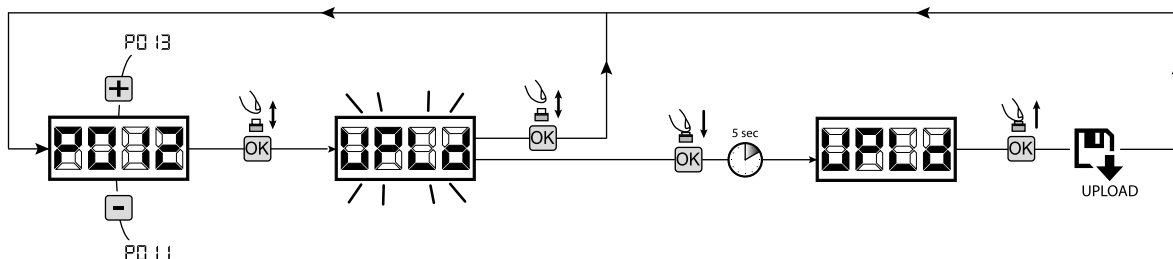 P013
+
P012
OK
UPLd
OK
OK
5 sec
UPLd
OK
UPLOAD
-
P011